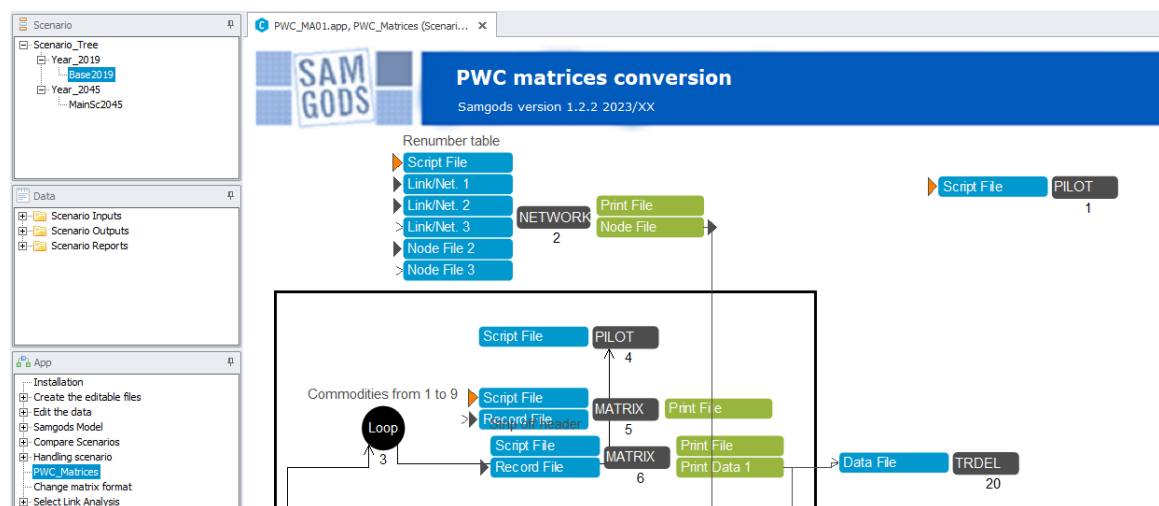 Scenario
Scenario_Tree
Year_2019
Base2019
Year_2045
MainSc2045
Data
Scenario Inputs
Scenario Outputs
Scenario Reports
App
Installation
Create the editable files
Edit the data
Samgods Model
Compare Scenarios
Handling scenario
PWC_Matrices
Change matrix format
Select Link Analysis
PWC_MA01.app, PWC_Matrices (Scenari...
SAM
GODS
PWC matrices conversion
Samgods version 1.2.2 2023/XX
Renumber table
Script File
Link/Net. 1
Link/Net. 2
Link/Net. 3
Node File 2
Node File 3
NETWORK
2
Print File
Node File
Script File
PILOT
1
Script File
PILOT
4
Commodities from 1 to 9
Loop
3
Script File
Record File
MATRIX
5
Print File
Strip off header
Script File
Record File
MATRIX
6
Print File
Print Data 1
Data File
TRDEL
20